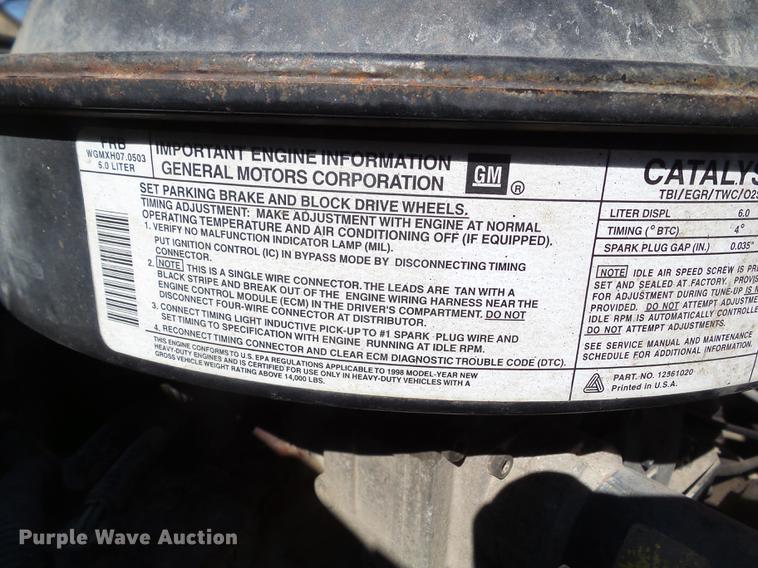 FRB
WGMXH07.0503
6.0 LITER
IMPORTANT ENGINE INFORMATION
GENERAL MOTORS CORPORATION
GM ®
SET PARKING BRAKE AND BLOCK DRIVE WHEELS.
TIMING ADJUSTMENT: MAKE ADJUSTMENT WITH ENGINE AT NORMAL
OPERATING TEMPERATURE AND AIR CONDITIONING OFF (IF EQUIPPED).
1. VERIFY NO MALFUNCTION INDICATOR LAMP (MIL).
PUT IGNITION CONTROL (IC) IN BYPASS MODE BY DISCONNECTING TIMING
CONNECTOR.
2. NOTE THIS IS A SINGLE WIRE CONNECTOR. THE LEADS ARE TAN WITH A
BLACK STRIPE AND BREAK OUT OF THE ENGINE WIRING HARNESS NEAR THE
ENGINE CONTROL MODULE (ECM) IN THE DRIVER'S COMPARTMENT. DO NOT
DISCONNECT FOUR-WIRE CONNECTOR AT DISTRIBUTOR.
3. CONNECT TIMING LIGHT INDUCTIVE PICK-UP TO #1 SPARK PLUG WIRE AND
SET TIMING TO SPECIFICATION WITH ENGINE RUNNING AT IDLE RPM.
4. RECONNECT TIMING CONNECTOR AND CLEAR ECM DIAGNOSTIC TROUBLE CODE (DTC).
THIS ENGINE CONFORMS TO U.S. EPA REGULATIONS APPLICABLE TO 1998 MODEL-YEAR NEW
HEAVY-DUTY ENGINES AND IS CERTIFIED FOR USE ONLY IN HEAVY-DUTY VEHICLES WITH A
GROSS VEHICLE WEIGHT RATING ABOVE 14,000 LBS.
CATALYS
TBI/EGR/TWC/O2S
LITER DISPL 6.0
TIMING (°BTC) 4°
SPARK PLUG GAP (IN.) 0.035"
NOTE IDLE AIR SPEED SCREW IS PRE
SET AND SEALED AT FACTORY. PROVIS
FOR ADJUSTMENT DURING TUNE-UP IS N
PROVIDED. DO NOT ATTEMPT ADJUSTME
IDLE RPM IS AUTOMATICALLY CONTROLLE
DO NOT ATTEMPT ADJUSTMENTS.
SEE SERVICE MANUAL AND MAINTENANCE
SCHEDULE FOR ADDITIONAL INFORMATION.
PART. NO. 12561020
Printed in U.S.A.
Purple Wave Auction